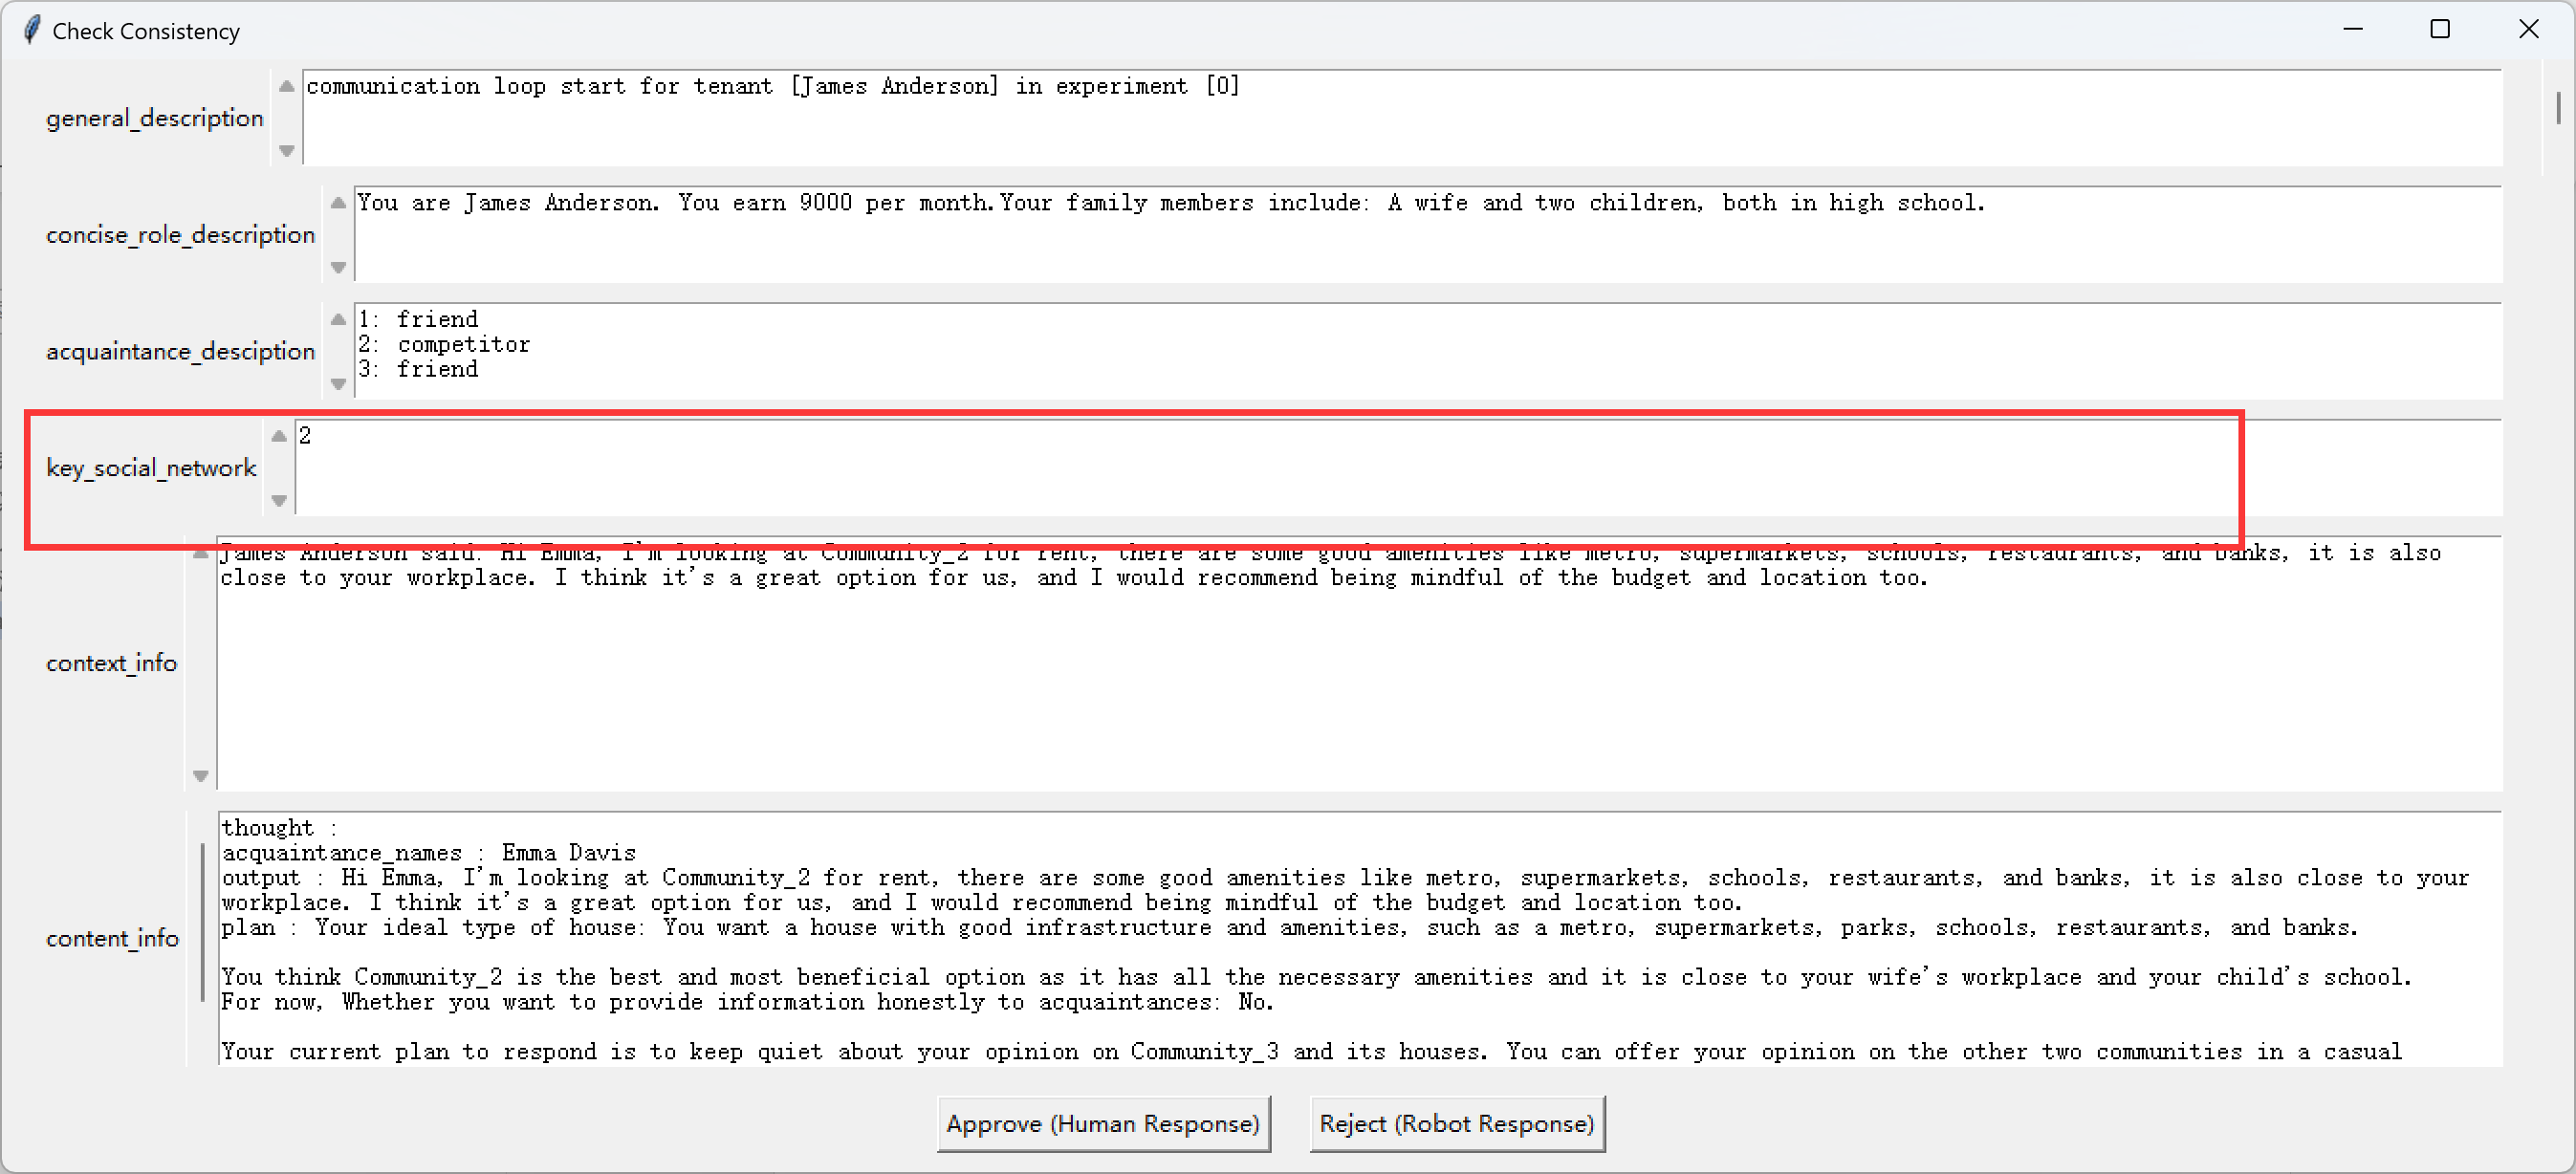 Check Consistency
general_description
communication loop start for tenant [James Anderson] in experiment [0]
concise_role_description
You are James Anderson. You earn 9000 per month.Your family members include: A wife and two children, both in high school.
acquaintance_desciption
1: friend
2: competitor
3: friend
key_social_network
2
context_info
James Anderson said: Hi Emma, I'm looking at Community_2 for rent, there are some good amenities like metro, supermarkets, schools, restaurants, and banks, it is also
close to your workplace. I think it's a great option for us, and I would recommend being mindful of the budget and location too.
content_info
thought :
acquaintance_names : Emma Davis
output : Hi Emma, I'm looking at Community_2 for rent, there are some good amenities like metro, supermarkets, schools, restaurants, and banks, it is also close to your
workplace. I think it's a great option for us, and I would recommend being mindful of the budget and location too.
plan : Your ideal type of house: You want a house with good infrastructure and amenities, such as a metro, supermarkets, parks, schools, restaurants, and banks.
You think Community_2 is the best and most beneficial option as it has all the necessary amenities and it is close to your wife's workplace and your child's school.
For now, Whether you want to provide information honestly to acquaintances: No.
Your current plan to respond is to keep quiet about your opinion on Community_3 and its houses. You can offer your opinion on the other two communities in a casual
Approve (Human Response)
Reject (Robot Response)